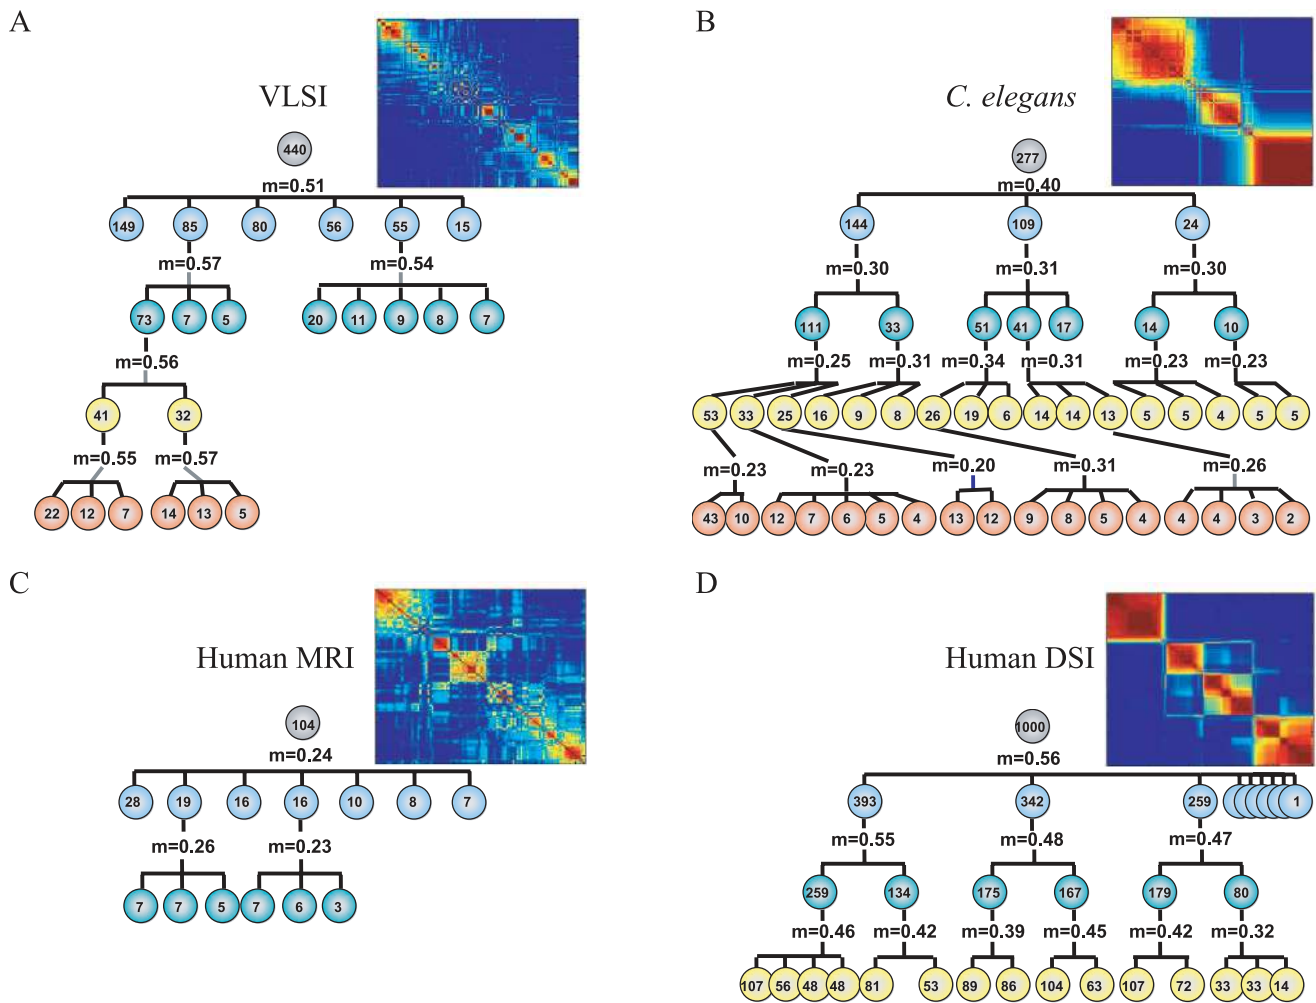 A
VLSI
440
m=0.51
149 85 80 56 55 15
m=0.57 m=0.54
73 7 5 20 11 9 8 7
m=0.56
41 32
m=0.55 m=0.57
22 12 7 14 13 5
B
C. elegans
277
m=0.40
144 109 24
m=0.30 m=0.31 m=0.30
111 33 51 41 17 14 10
m=0.25 m=0.31 m=0.34 m=0.31 m=0.23 m=0.23
53 33 25 16 9 8 26 19 6 14 14 13 5 5 4 5 5
m=0.23 m=0.23 m=0.20 m=0.31 m=0.26
43 10 12 7 6 5 4 13 12 9 8 5 4 4 4 3 2
C
Human MRI
104
m=0.24
28 19 16 16 10 8 7
m=0.26 m=0.23
7 7 5 7 6 3
D
Human DSI
1000
m=0.56
393 342 259 1
m=0.55 m=0.48 m=0.47
259 134 175 167 179 80
m=0.46 m=0.42 m=0.39 m=0.45 m=0.42 m=0.32
107 56 48 48 81 53 89 86 104 63 107 72 33 33 14